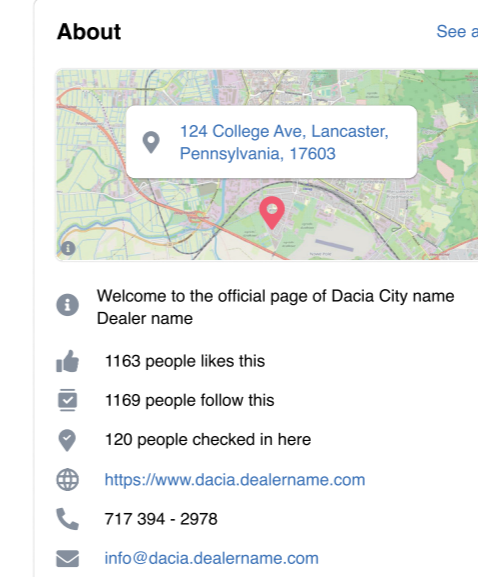 About
See a
124 College Ave, Lancaster,
Pennsylvania, 17603
Welcome to the official page of Dacia City name
Dealer name
1163 people likes this
1169 people follow this
120 people checked in here
https://www.dacia.dealername.com
717 394 - 2978
info@dacia.dealername.com